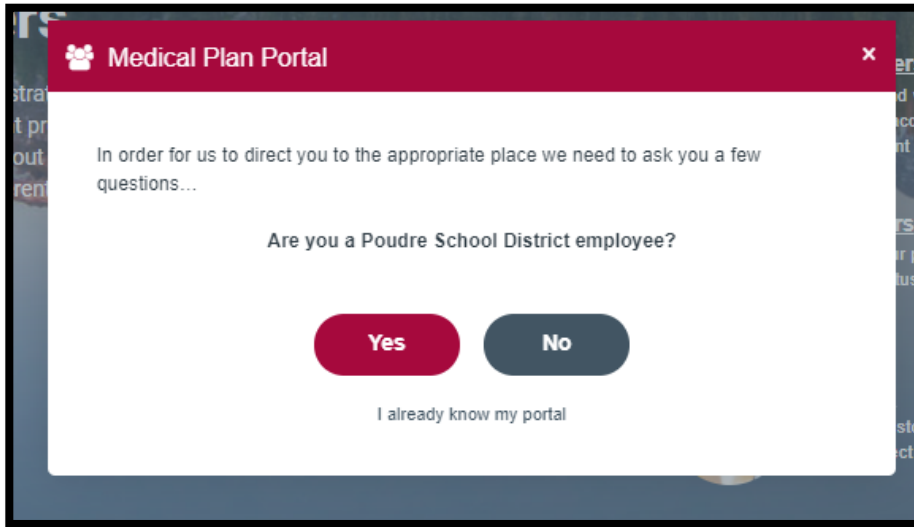 Medical Plan Portal
×
In order for us to direct you to the appropriate place we need to ask you a few
questions...
Are you a Poudre School District employee?
Yes
No
I already know my portal